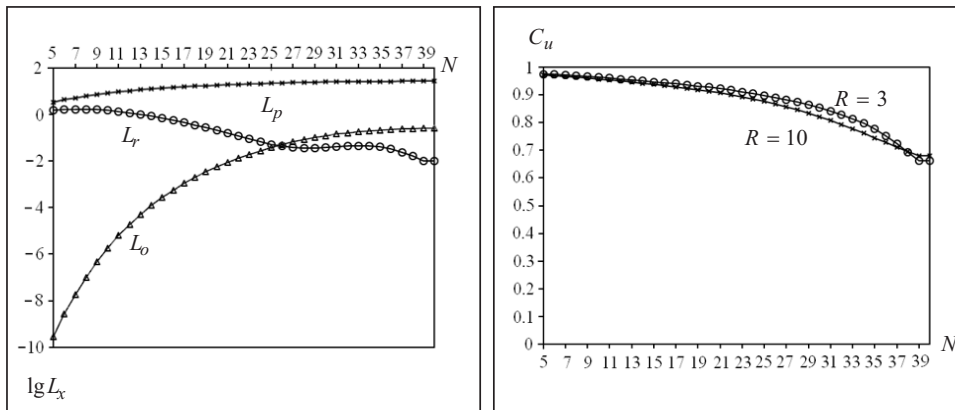 5 7 9 11 13 15 17 19 21 23 25 27 29 31 33 35 37 39
N
2
0
−2
−4
−6
−8
−10
L_p
L_r
L_o
lg L_x
C_u
1
0.9
0.8
0.7
0.6
0.5
0.4
0.3
0.2
0.1
0
R = 3
R = 10
N
5 7 9 11 13 15 17 19 21 23 25 27 29 31 33 35 37 39